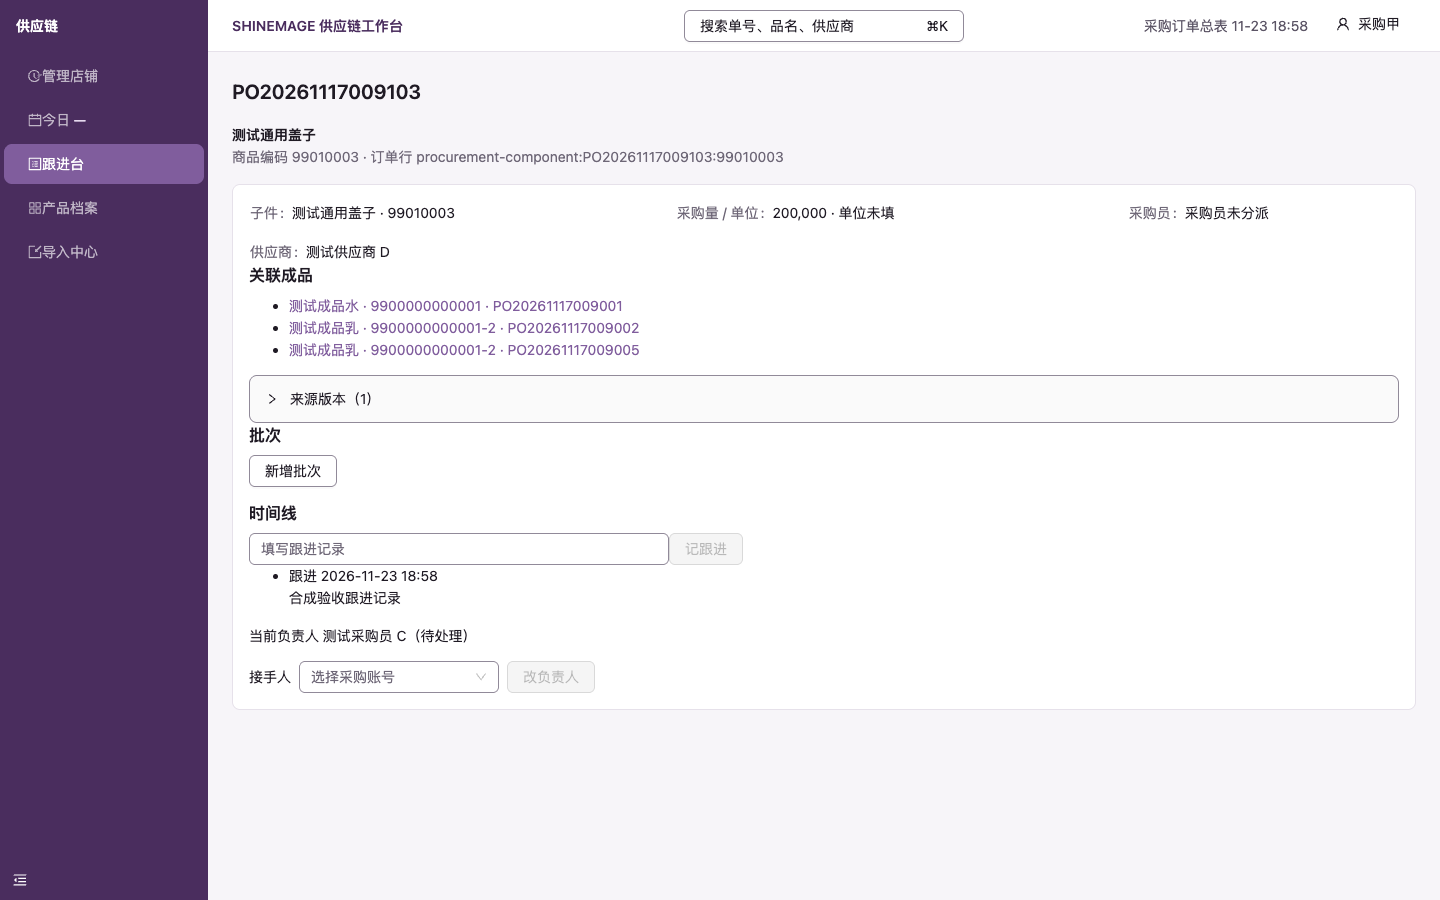 供应链
SHINEMAGE 供应链工作台
搜索单号、品名、供应商 ⌘K
采购订单总表 11-23 18:58
采购甲
管理店铺
今日 —
跟进台
产品档案
导入中心
PO20261117009103
测试通用盖子
商品编码 99010003 · 订单行 procurement-component:PO20261117009103:99010003
子件： 测试通用盖子 · 99010003
采购量 / 单位： 200,000 · 单位未填
采购员： 采购员未分派
供应商： 测试供应商 D
关联成品
测试成品水 · 9900000000001 · PO20261117009001
测试成品乳 · 9900000000001-2 · PO20261117009002
测试成品乳 · 9900000000001-2 · PO20261117009005
来源版本（1）
批次
新增批次
时间线
填写跟进记录 记跟进
跟进 2026-11-23 18:58
合成验收跟进记录
当前负责人 测试采购员 C（待处理）
接手人 选择采购账号 改负责人